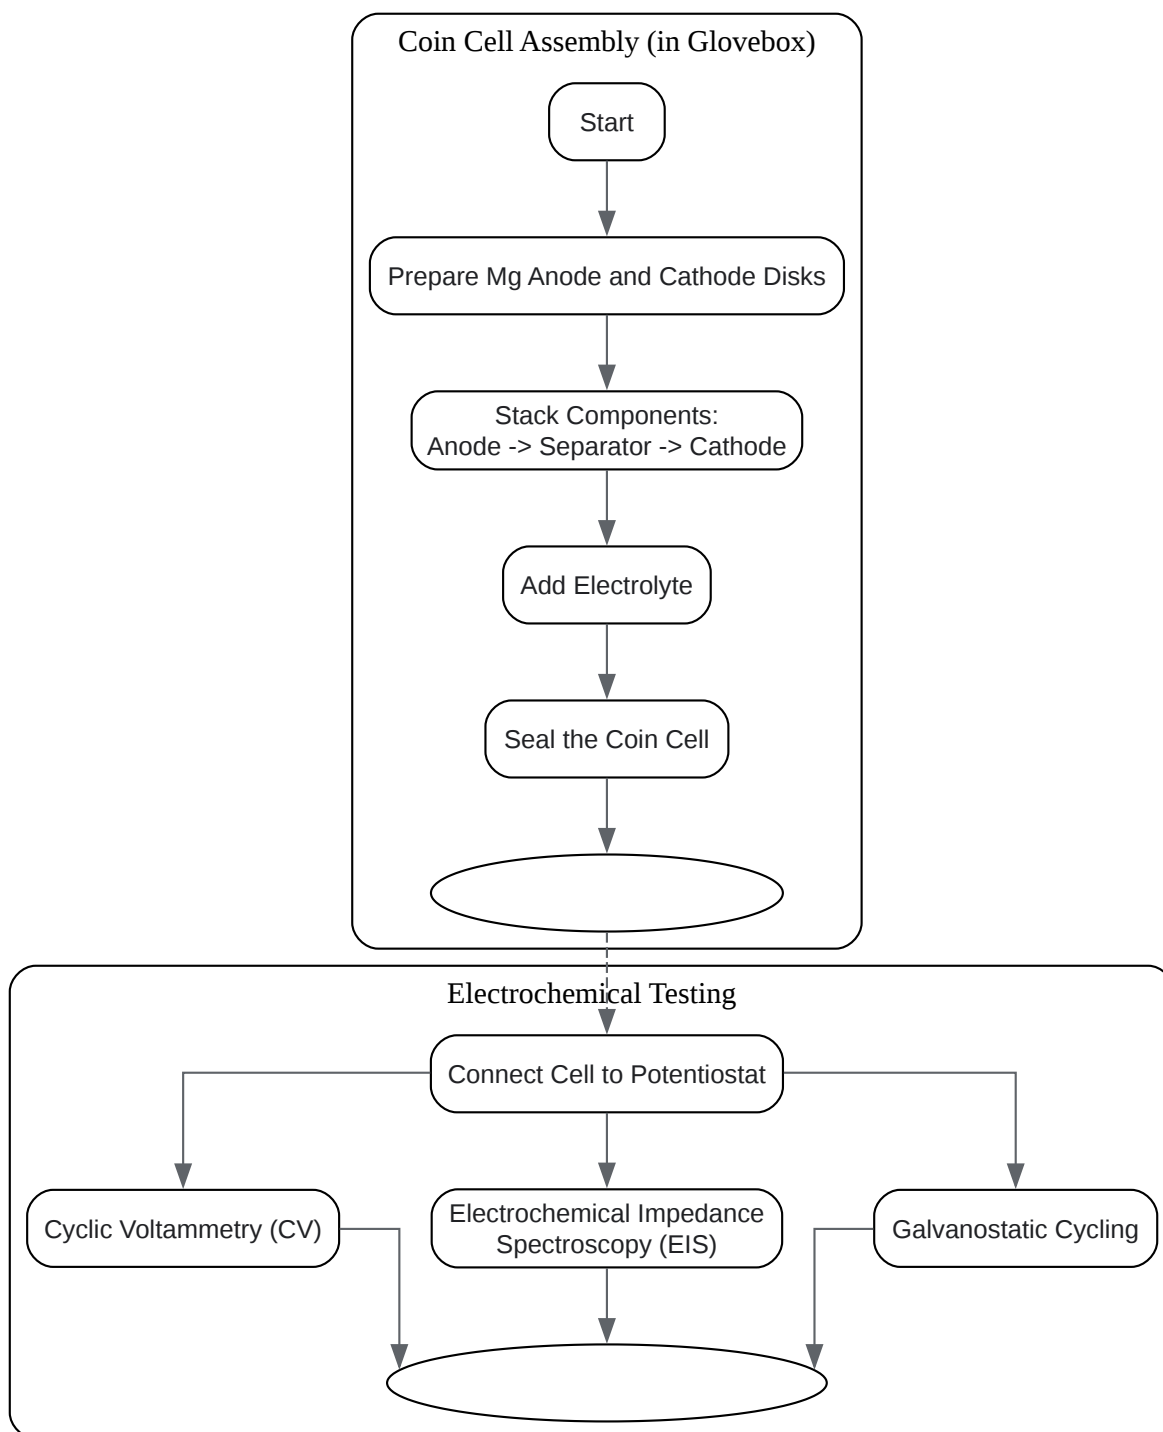 Coin Cell Assembly (in Glovebox)
Start
Prepare Mg Anode and Cathode Disks
Stack Components:
Anode -> Separator -> Cathode
Add Electrolyte
Seal the Coin Cell
Electrochemical Testing
Connect Cell to Potentiostat
Cyclic Voltammetry (CV)
Electrochemical Impedance
Spectroscopy (EIS)
Galvanostatic Cycling